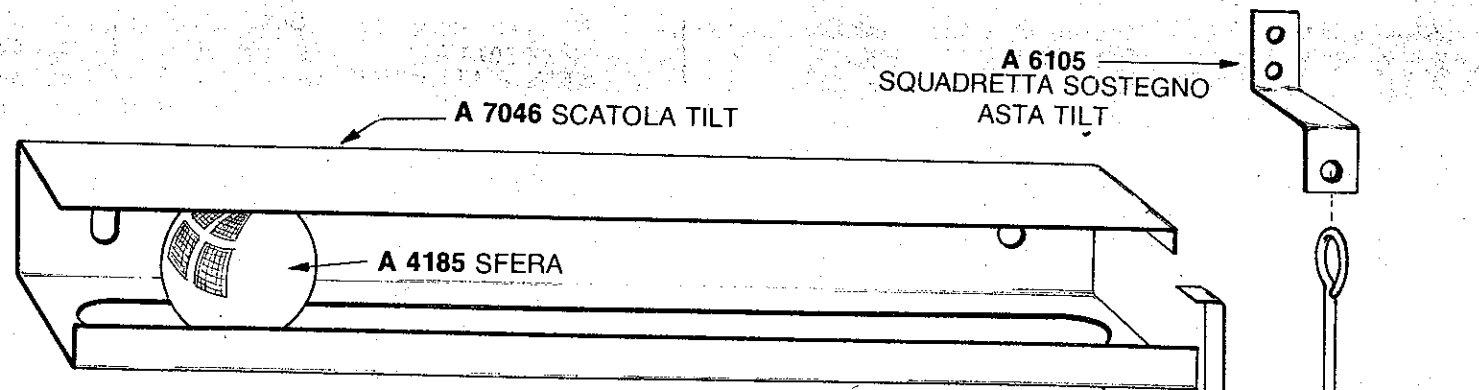 A 6105
SQUADRETTA SOSTEGNO
ASTA TILT
A 7046 SCATOLA TILT
A 4185 SFERA